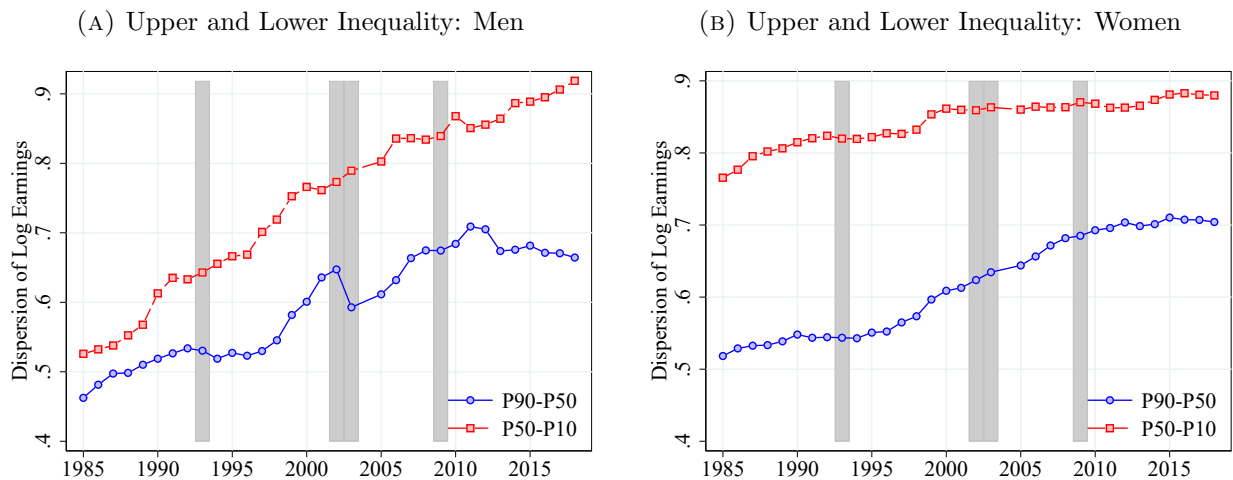 (A) Upper and Lower Inequality: Men
Dispersion of Log Earnings
.9
.8
.7
.6
.5
.4
P90-P50
P50-P10
1985 1990 1995 2000 2005 2010 2015
(B) Upper and Lower Inequality: Women
Dispersion of Log Earnings
.9
.8
.7
.6
.5
.4
P90-P50
P50-P10
1985 1990 1995 2000 2005 2010 2015